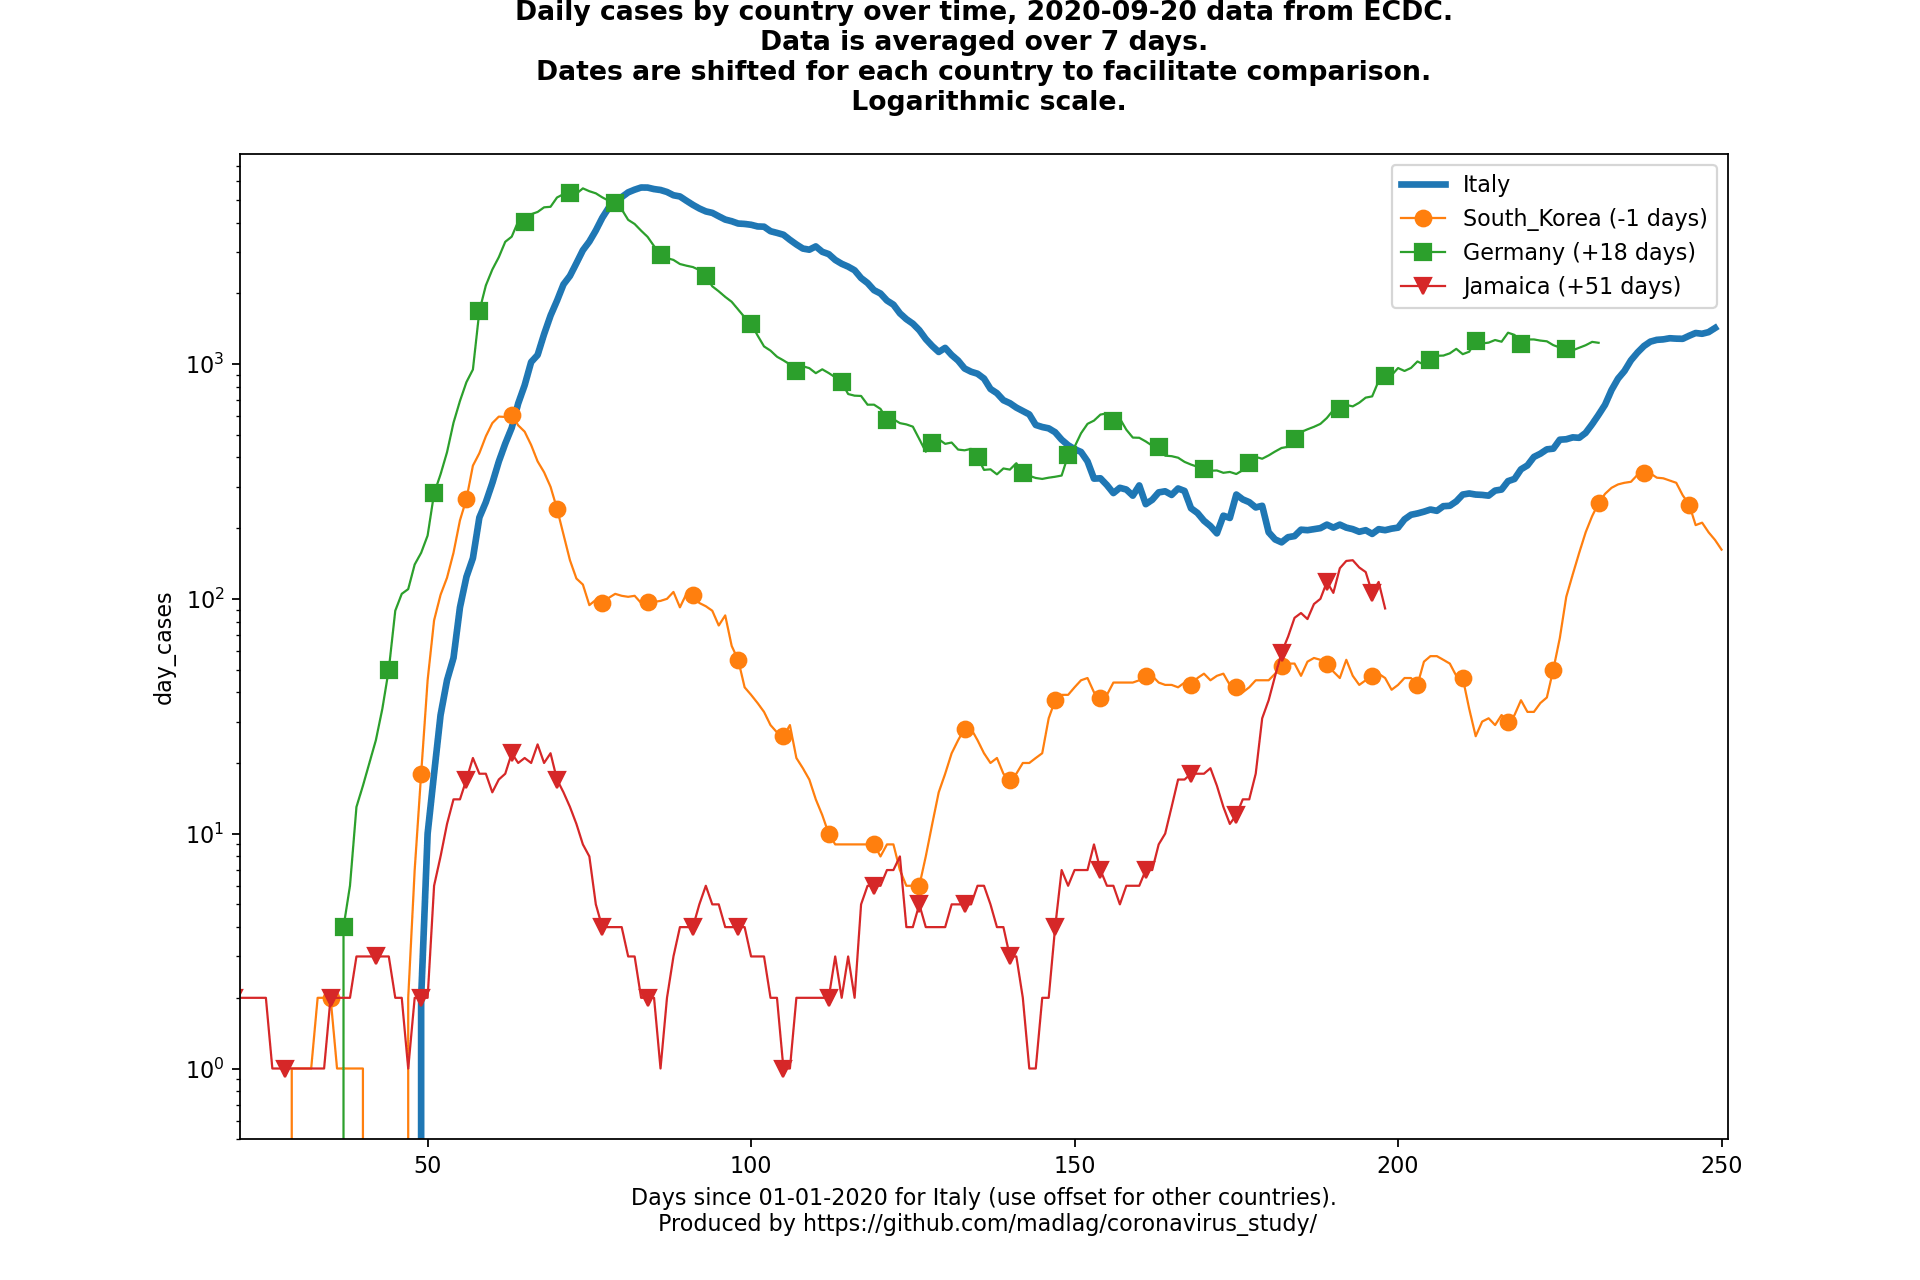 Daily cases by country over time, 2020-09-20 data from ECDC.
Data is averaged over 7 days.
Dates are shifted for each country to facilitate comparison.
Logarithmic scale.
Italy
South_Korea (-1 days)
Germany (+18 days)
Jamaica (+51 days)
day_cases
10³
10²
10¹
10⁰
50
100
150
200
250
Days since 01-01-2020 for Italy (use offset for other countries).
Produced by https://github.com/madlag/coronavirus_study/